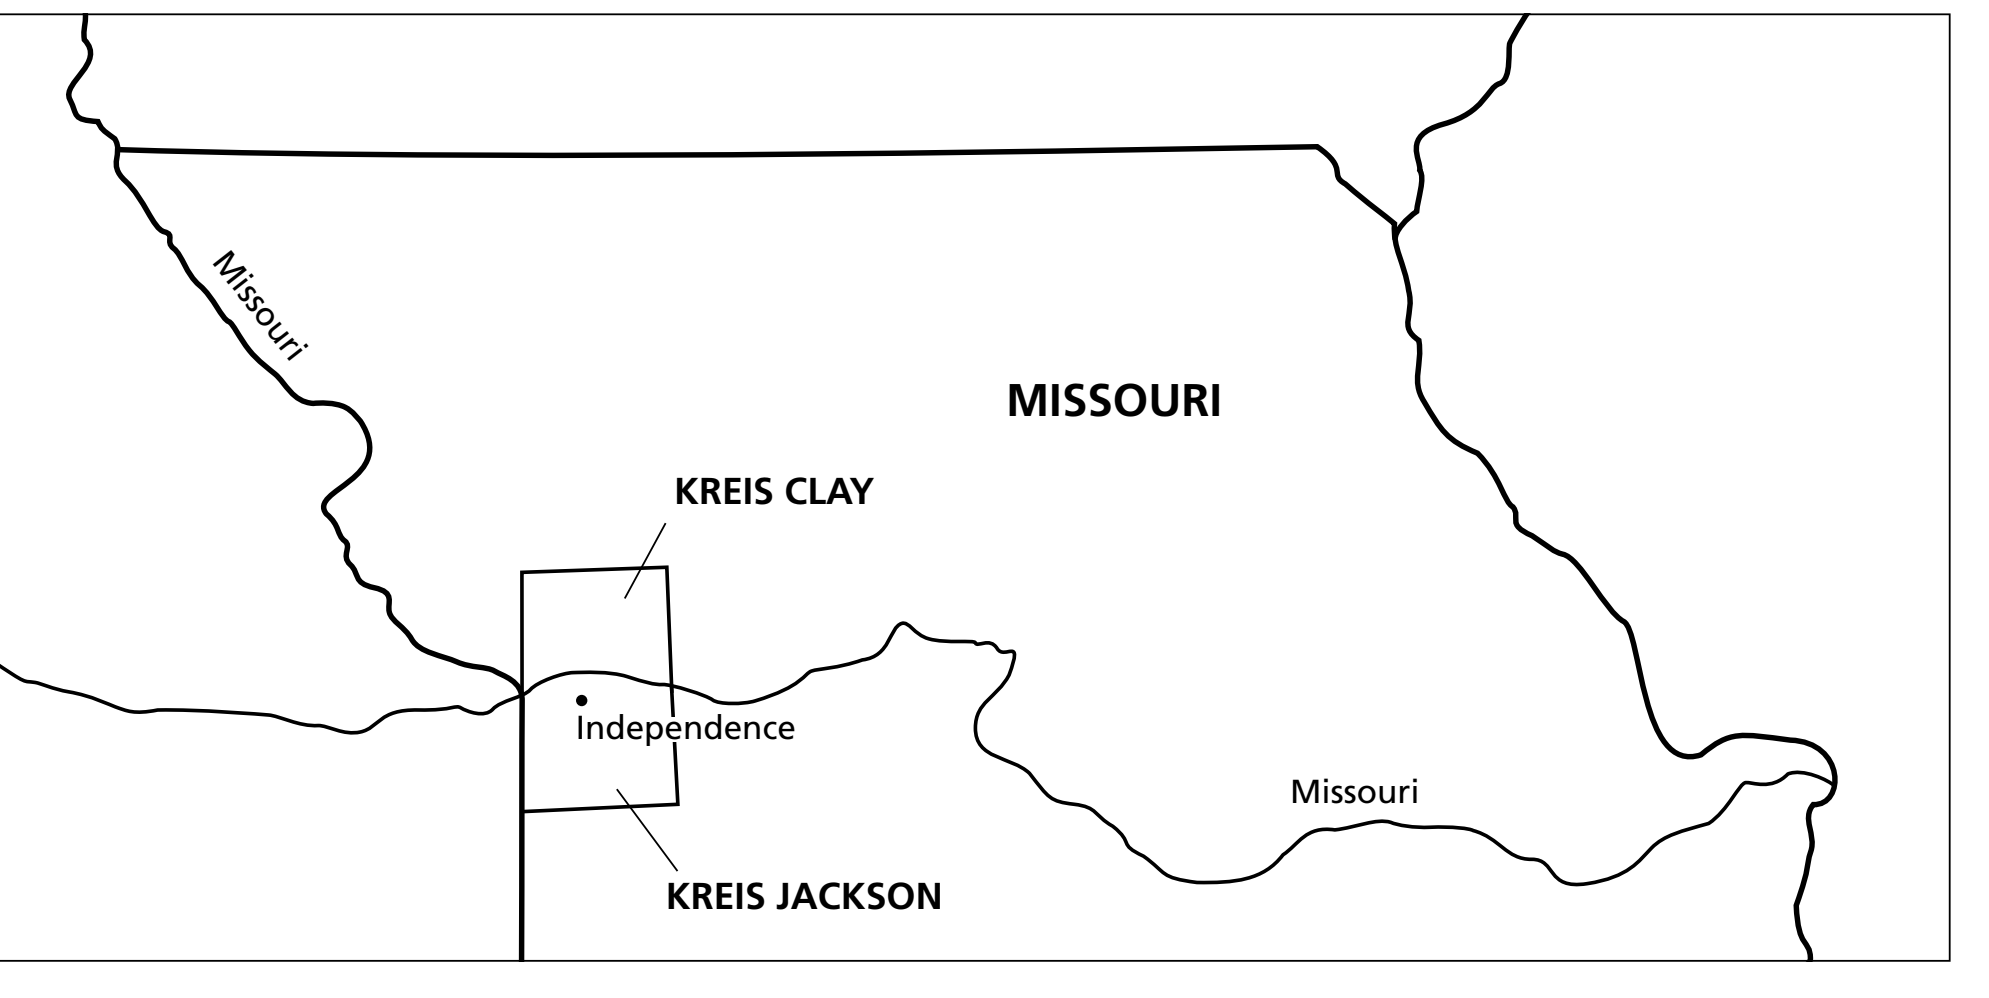 Missouri
MISSOURI
KREIS CLAY
Independence
Missouri
KREIS JACKSON